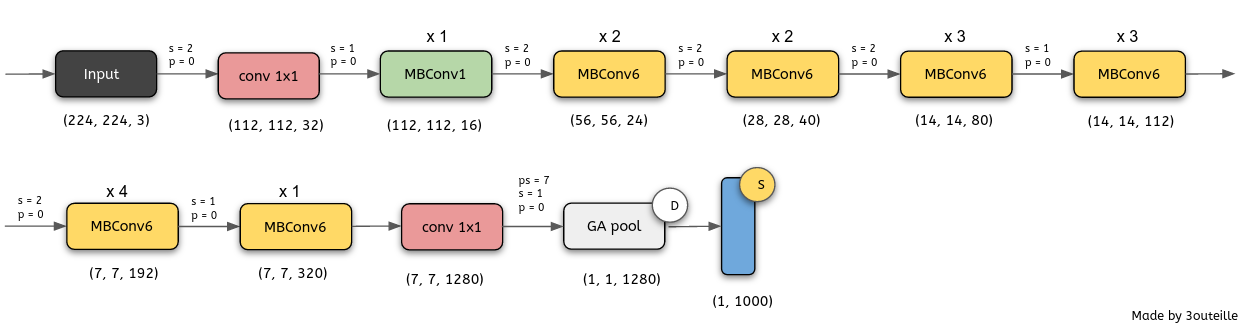 x 1
x 2
x 2
x 3
x 3
s = 2
p = 0
s = 1
p = 0
s = 2
p = 0
s = 2
p = 0
s = 2
p = 0
s = 1
p = 0
Input
conv 1x1
MBConv1
MBConv6
MBConv6
MBConv6
MBConv6
(224, 224, 3)
(112, 112, 32)
(112, 112, 16)
(56, 56, 24)
(28, 28, 40)
(14, 14, 80)
(14, 14, 112)
s = 2
p = 0
x 4
s = 1
p = 0
x 1
ps = 7
s = 1
p = 0
D
S
MBConv6
MBConv6
conv 1x1
GA pool
(7, 7, 192)
(7, 7, 320)
(7, 7, 1280)
(1, 1, 1280)
(1, 1000)
Made by 3outeille